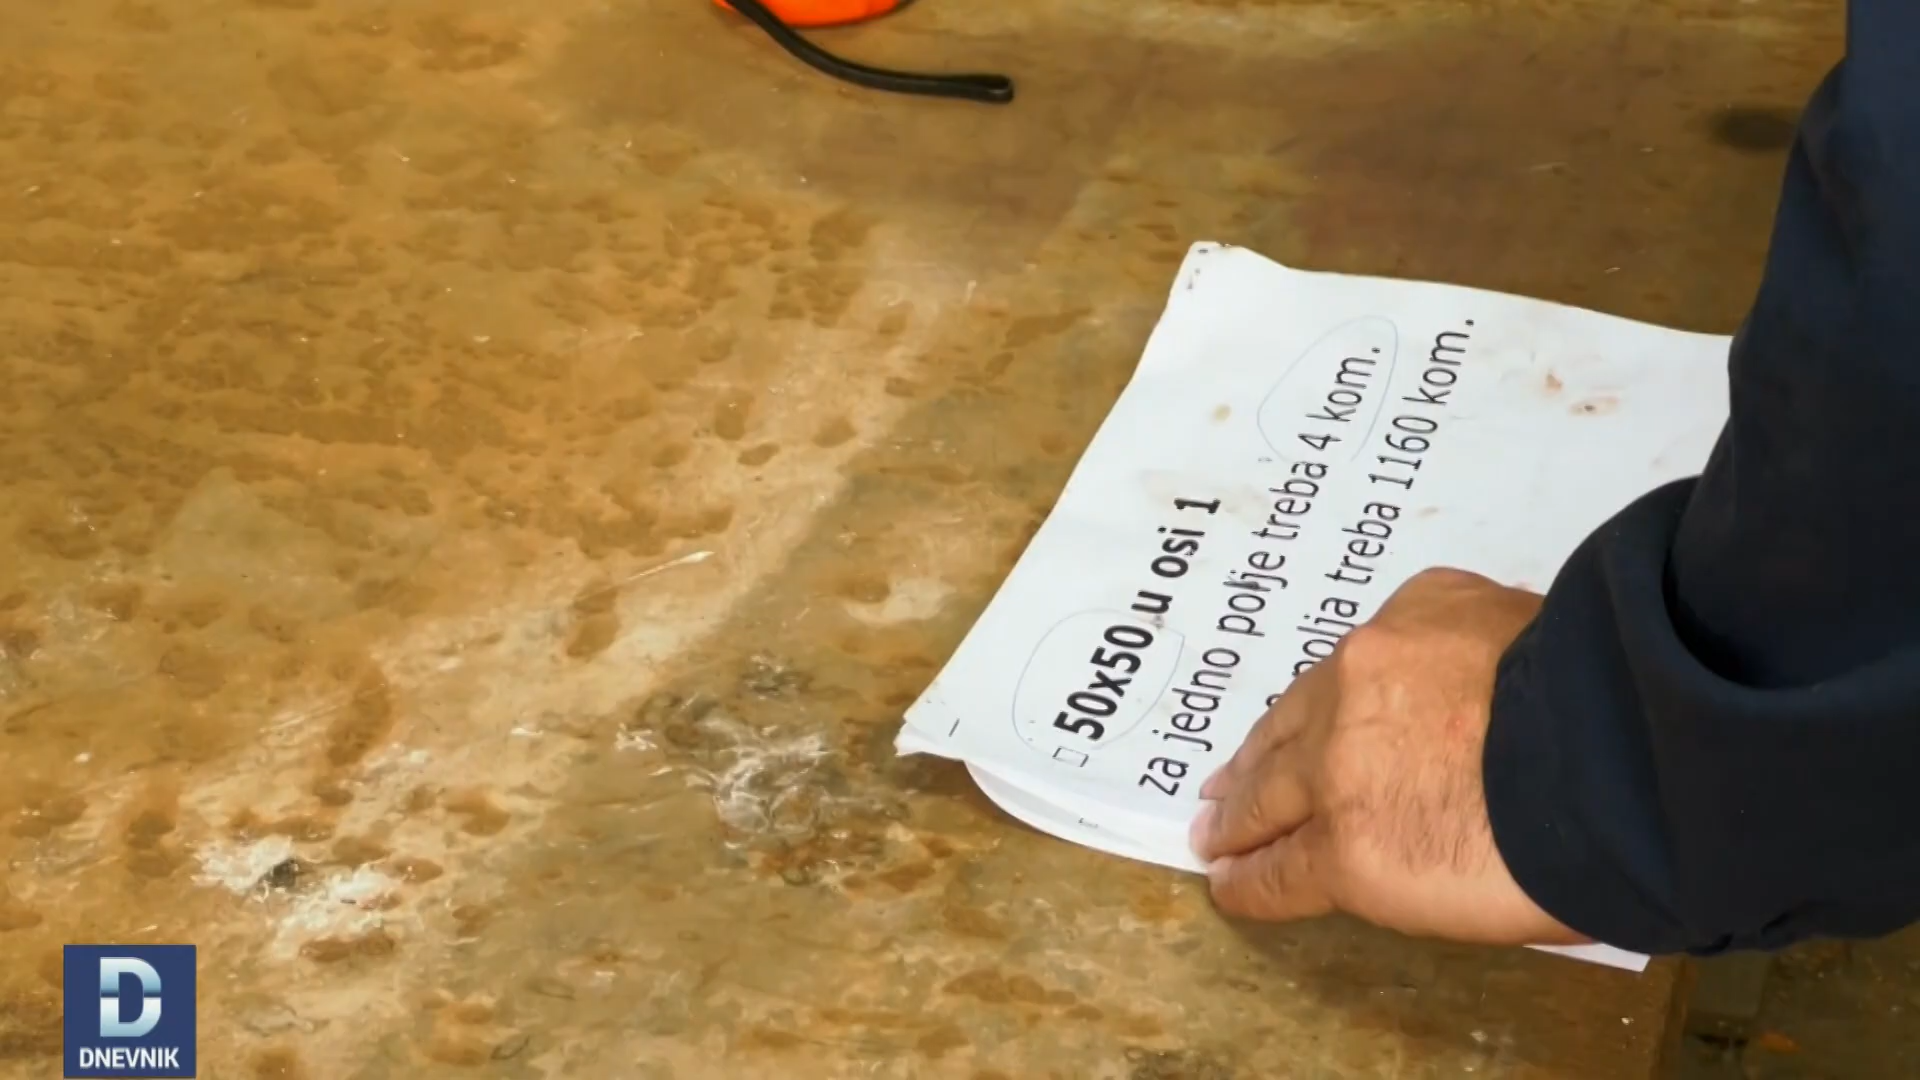 50x50 u osi 1
za jedno polje treba 4 kom.
polja treba 1160 kom.
DNEVNIK